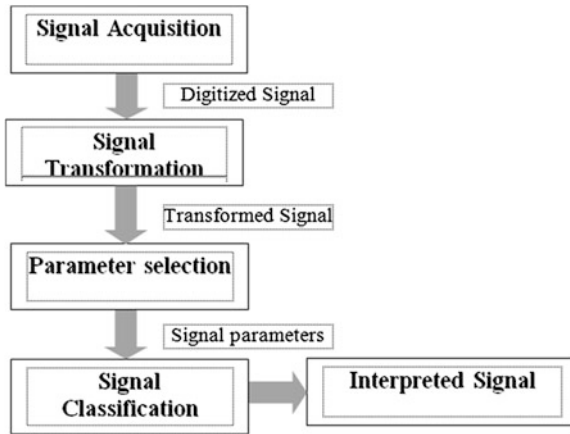 Signal Acquisition
Digitized Signal
Signal
Transformation
Transformed Signal
Parameter selection
Signal parameters
Signal
Classification
Interpreted Signal